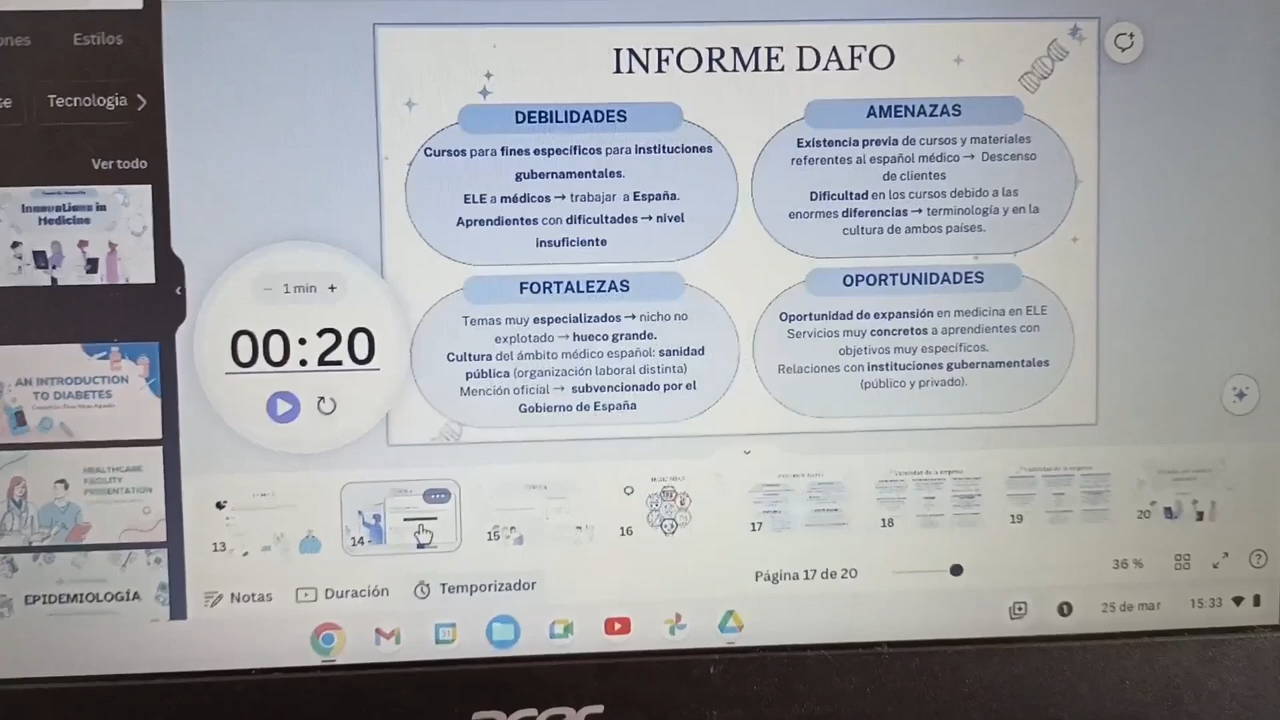 ones
Estilos
Tecnologia
Ver todo
Innovations in
Medicine
AN INTRODUCTION
TO DIABETES
HEALTHCARE
FACILITY
PRESENTATION
EPIDEMIOLOGÍA
− 1 min +
00:20
INFORME DAFO
DEBILIDADES
Cursos para fines específicos para instituciones
gubernamentales.
ELE a médicos → trabajar a España.
Aprendientes con dificultades → nivel
insuficiente
AMENAZAS
Existencia previa de cursos y materiales
referentes al español médico → Descenso
de clientes
Dificultad en los cursos debido a las
enormes diferencias → terminología y en la
cultura de ambos países.
FORTALEZAS
Temas muy especializados → nicho no
explotado → hueco grande.
Cultura del ámbito médico español: sanidad
pública (organización laboral distinta)
Mención oficial → subvencionado por el
Gobierno de España
OPORTUNIDADES
Oportunidad de expansión en medicina en ELE
Servicios muy concretos a aprendientes con
objetivos muy específicos.
Relaciones con instituciones gubernamentales
(público y privado).
13
14
15
16
17
18
19
20
Notas
Duración
Temporizador
Página 17 de 20
36 %
25 de mar
15:33
acer